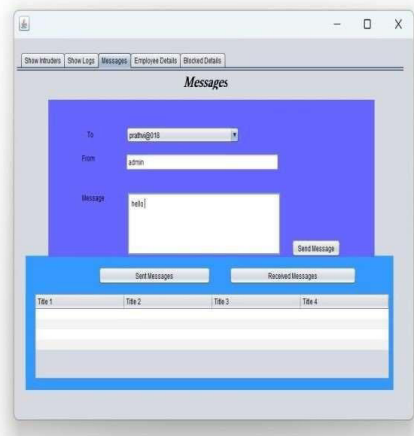 Show Intruders Show Logs Messages Employee Details Blocked Details
Messages
To prathvi@018
From admin
Message hello
Send Message
Sent Messages Received Messages
Title 1 Title 2 Title 3 Title 4